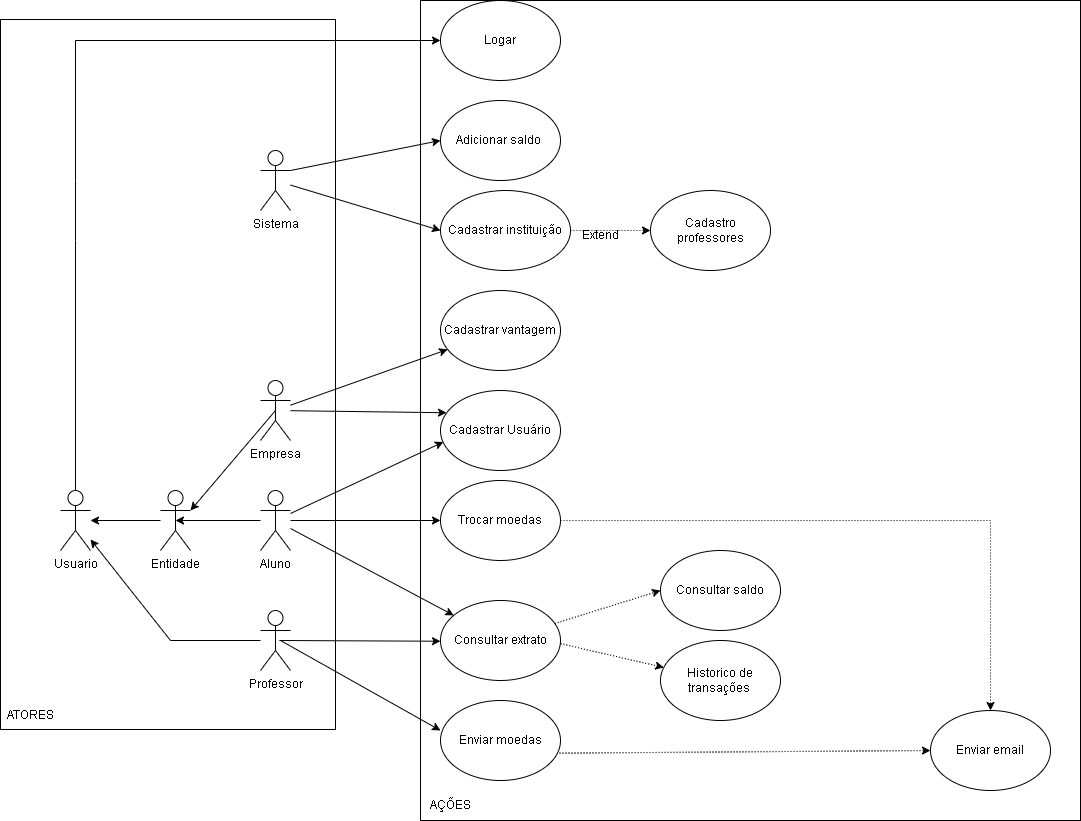 Logar
Adicionar saldo
Sistema
Cadastrar instituição
Extend
Cadastro
professores
Cadastrar vantagem
Empresa
Cadastrar Usuário
Usuario
Entidade
Aluno
Trocar moedas
Consultar saldo
Consultar extrato
Historico de
transações
Professor
ATORES
Enviar moedas
Enviar email
AÇÕES